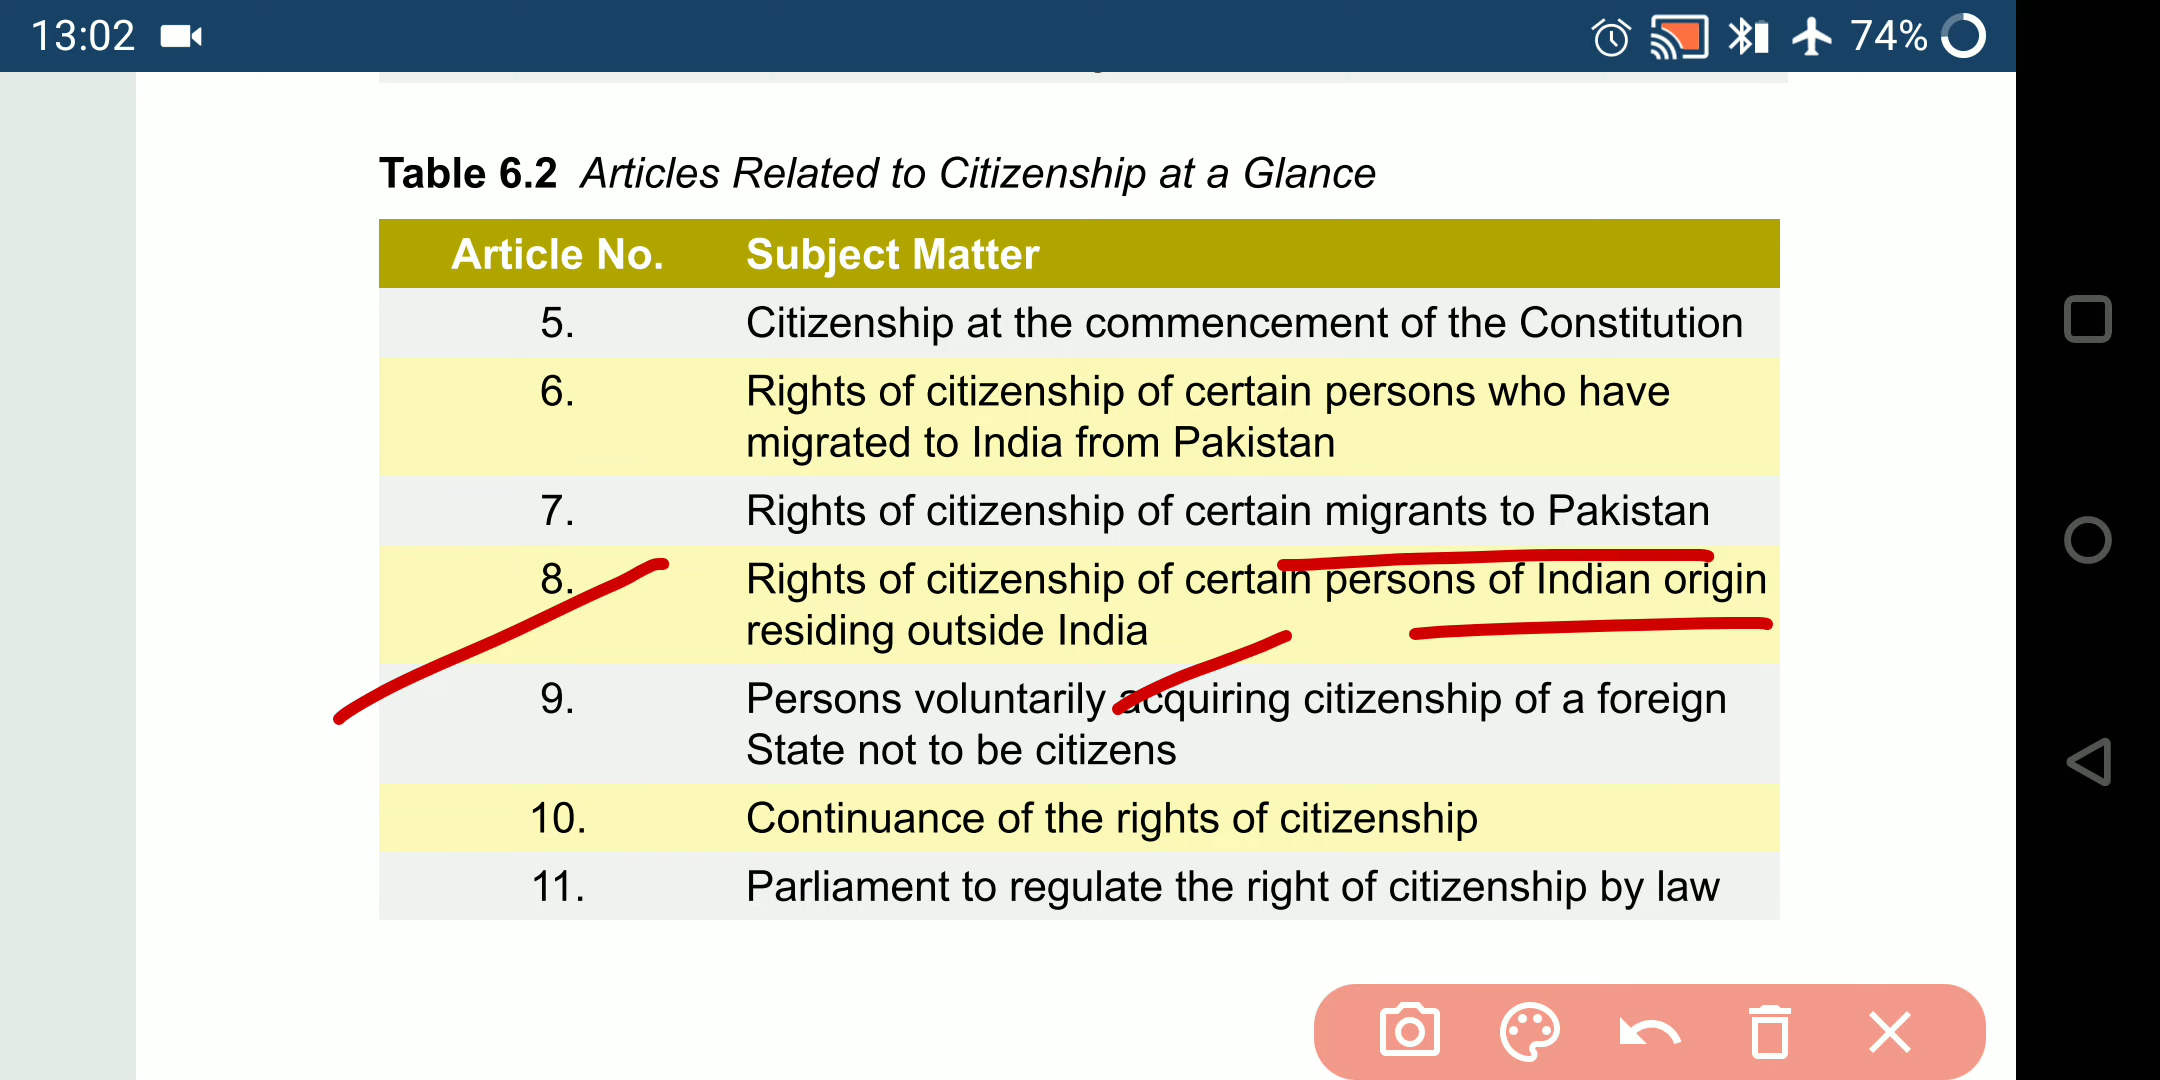 13:02
74%
Table 6.2 Articles Related to Citizenship at a Glance
Article No. Subject Matter
5. Citizenship at the commencement of the Constitution
6. Rights of citizenship of certain persons who have
migrated to India from Pakistan
7. Rights of citizenship of certain migrants to Pakistan
8. Rights of citizenship of certain persons of Indian origin
residing outside India
9. Persons voluntarily acquiring citizenship of a foreign
State not to be citizens
10. Continuance of the rights of citizenship
11. Parliament to regulate the right of citizenship by law